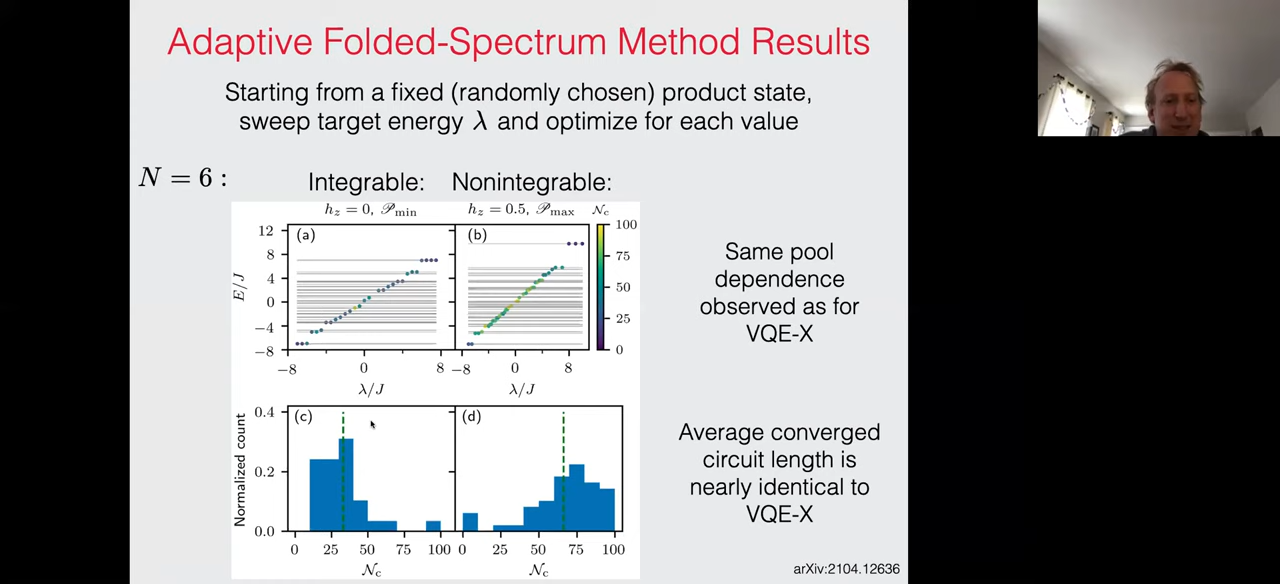 Adaptive Folded-Spectrum Method Results
Starting from a fixed (randomly chosen) product state,
sweep target energy λ and optimize for each value
N = 6 :
Integrable: Nonintegrable:
h_z = 0, 𝒫_min h_z = 0.5, 𝒫_max 𝒩_c
(a) (b)
12
8
4
0
−4
−8
E/J
100
75
50
25
0
−8 0 8 −8 0 8
λ/J λ/J
Same pool
dependence
observed as for
VQE-X
(c) (d)
0.4
0.2
0.0
Normalized count
0 25 50 75 100 0 25 50 75 100
𝒩_c 𝒩_c
Average converged
circuit length is
nearly identical to
VQE-X
arXiv:2104.12636